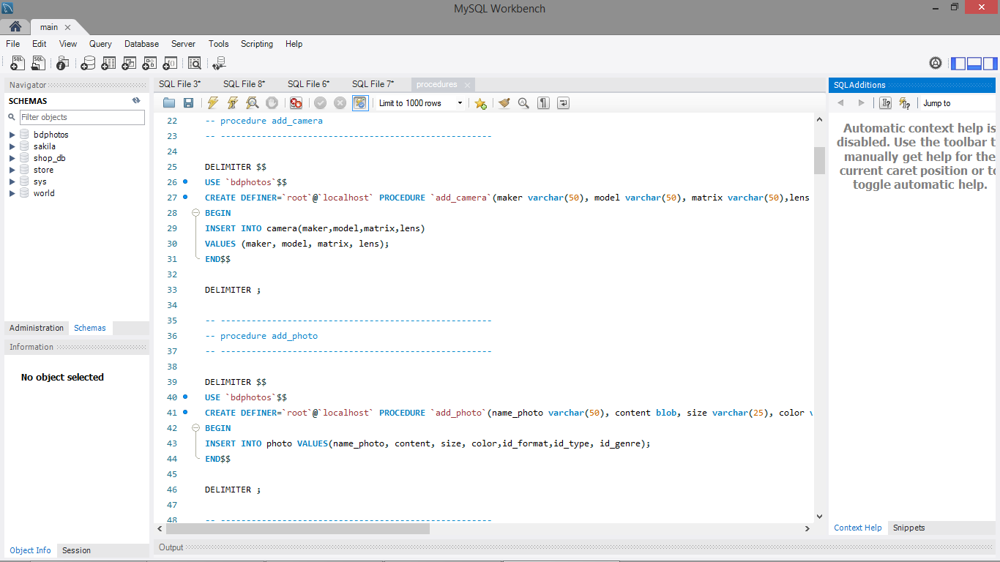 MySQL Workbench
main
File Edit View Query Database Server Tools Scripting Help
Navigator
SCHEMAS
Filter objects
bdphotos
sakila
shop_db
store
sys
world
Administration Schemas
Information
No object selected
Object Info Session
SQL File 3* SQL File 8* SQL File 6* SQL File 7* procedures
Limit to 1000 rows
22 -- procedure add_camera
23 -- -----------------------------------------------------
24
25 DELIMITER $$
26 USE `bdphotos`$$
27 CREATE DEFINER=`root`@`localhost` PROCEDURE `add_camera`(maker varchar(50), model varchar(50), matrix varchar(50),lens
28 BEGIN
29 INSERT INTO camera(maker,model,matrix,lens)
30 VALUES (maker, model, matrix, lens);
31 END$$
32
33 DELIMITER ;
34
35 -- -----------------------------------------------------
36 -- procedure add_photo
37 -- -----------------------------------------------------
38
39 DELIMITER $$
40 USE `bdphotos`$$
41 CREATE DEFINER=`root`@`localhost` PROCEDURE `add_photo`(name_photo varchar(50), content blob, size varchar(25), color
42 BEGIN
43 INSERT INTO photo VALUES(name_photo, content, size, color,id_format,id_type, id_genre);
44 END$$
45
46 DELIMITER ;
47
48 -- -----------------------------------------------------
Output
SQLAdditions
Jump to
Automatic context help is
disabled. Use the toolbar
manually get help for the
current caret position or
toggle automatic help.
Context Help Snippets